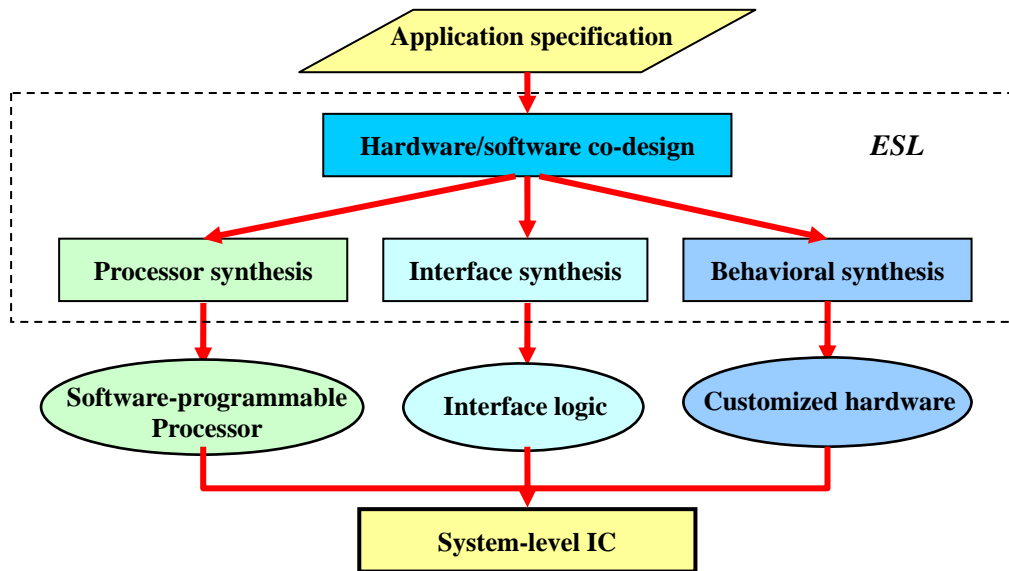 Application specification
Hardware/software co-design
ESL
Processor synthesis
Interface synthesis
Behavioral synthesis
Software-programmable
Processor
Interface logic
Customized hardware
System-level IC